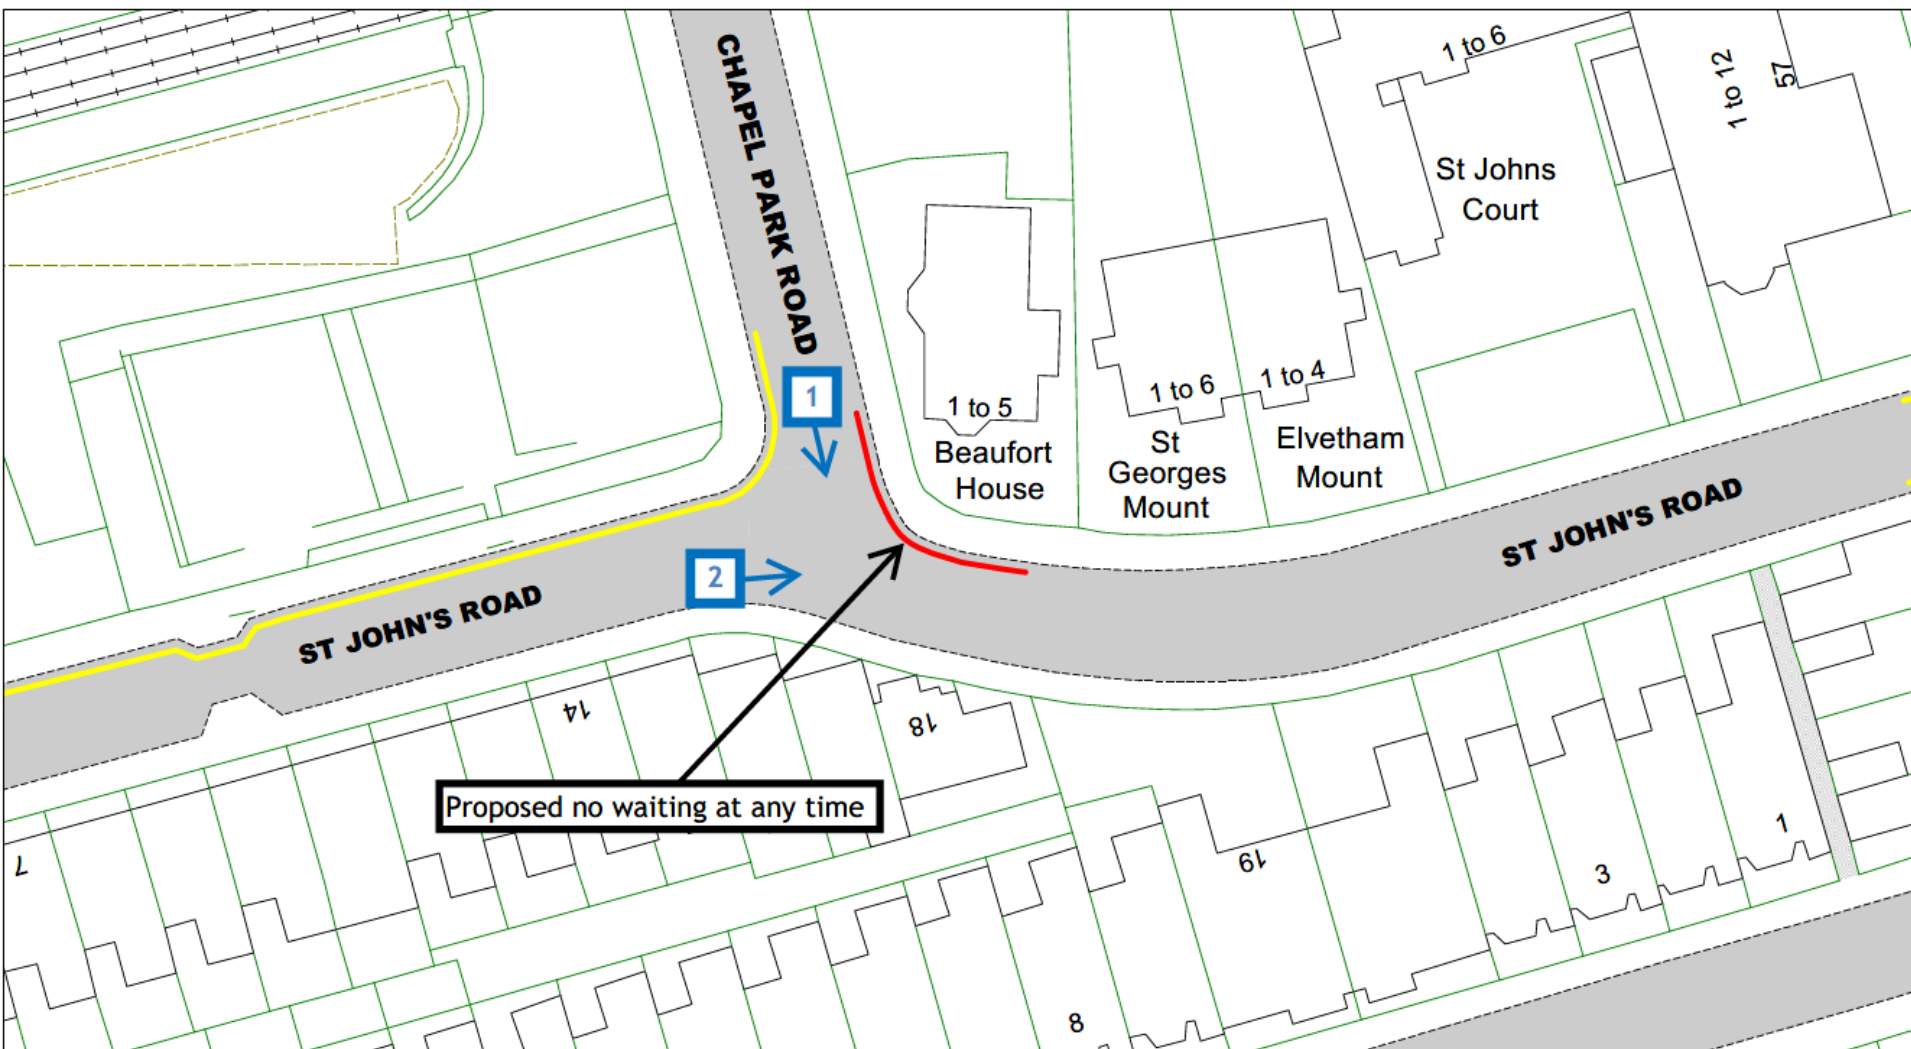 CHAPEL PARK ROAD
1 to 6
1 to 12
57
St Johns
Court
1
1 to 5
Beaufort
House
1 to 6
St
Georges
Mount
1 to 4
Elvetham
Mount
ST JOHN'S ROAD
2
ST JOHN'S ROAD
14
18
Proposed no waiting at any time
7
19
3
1
8